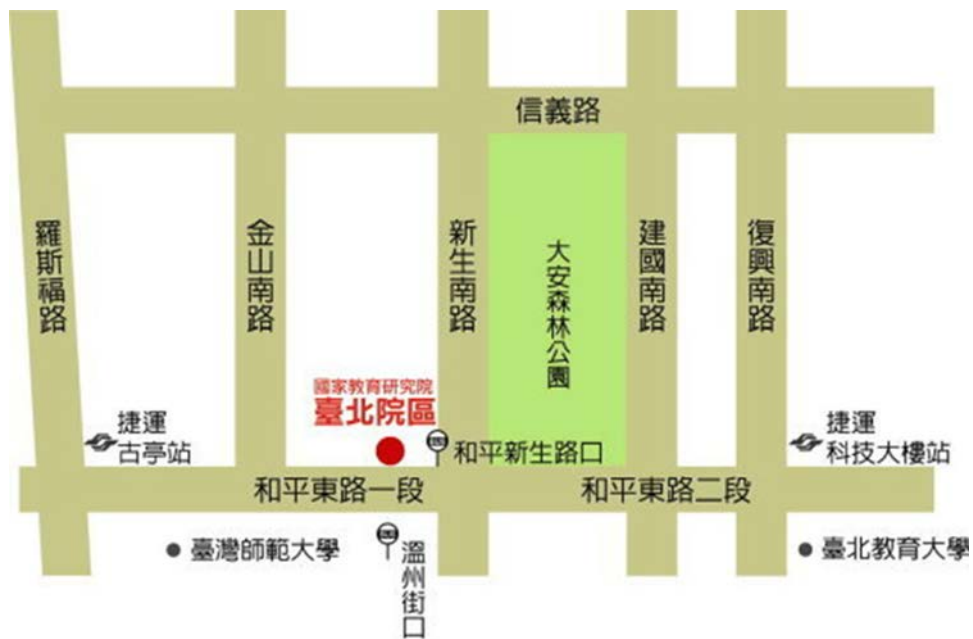 信義路
羅斯福路
金山南路
新生南路
大安森林公園
建國南路
復興南路
國家教育研究院
臺北院區
捷運
古亭站
和平新生路口
捷運
科技大樓站
和平東路一段
和平東路二段
臺灣師範大學
溫州街口
臺北教育大學